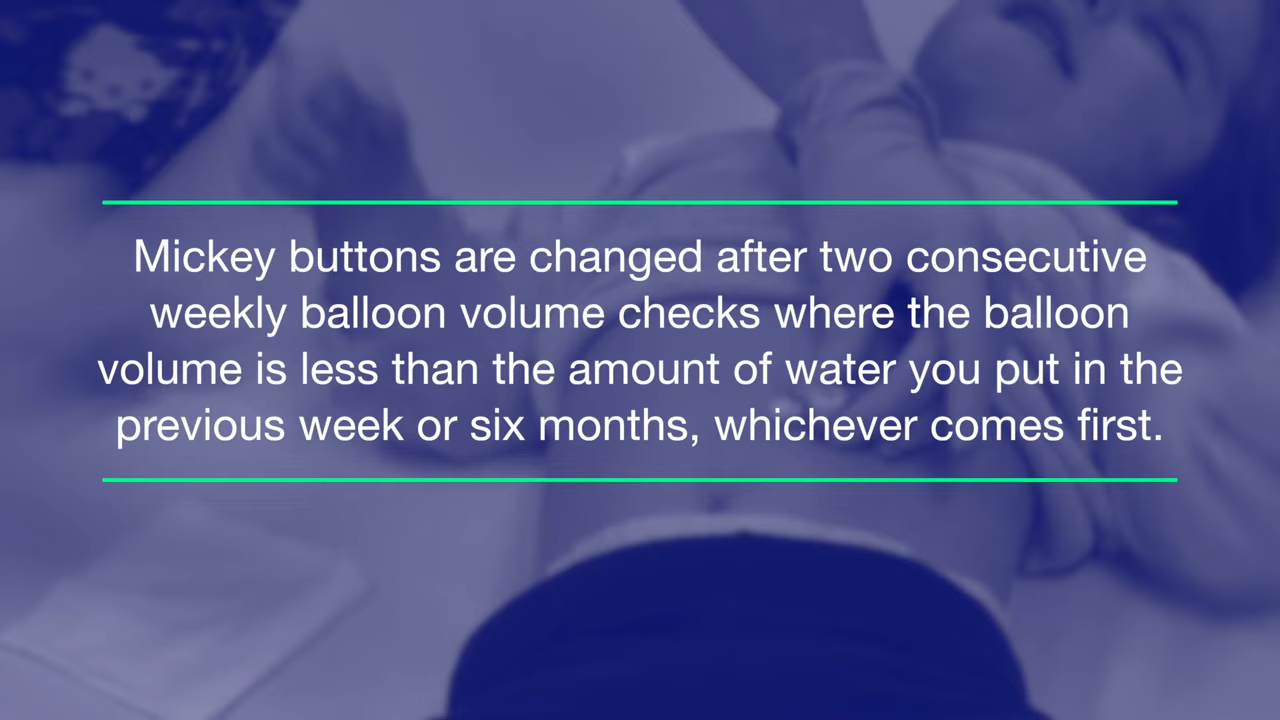 Mickey buttons are changed after two consecutive
weekly balloon volume checks where the balloon
volume is less than the amount of water you put in the
previous week or six months, whichever comes first.